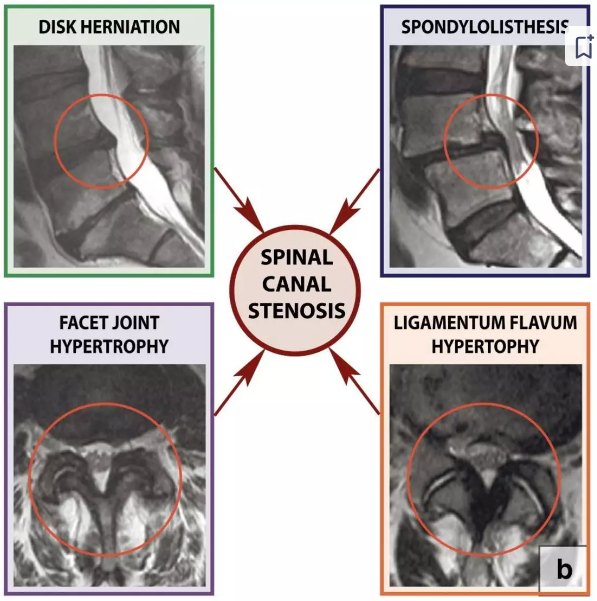 DISK HERNIATION
SPONDYLOLISTHESIS
SPINAL
CANAL
STENOSIS
FACET JOINT
HYPERTROPHY
LIGAMENTUM FLAVUM
HYPERTOPHY
b